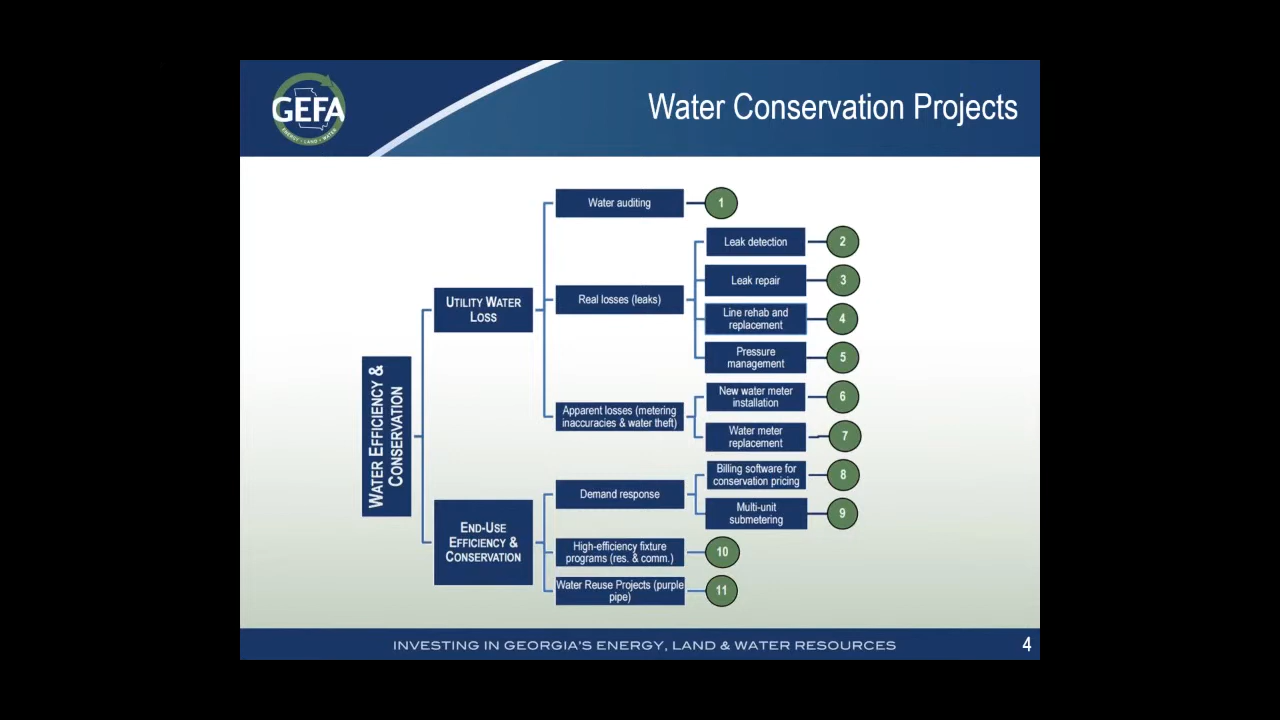 GEFA
ENERGY • LAND • WATER
Water Conservation Projects
WATER EFFICIENCY &
CONSERVATION
UTILITY WATER
LOSS
Water auditing
1
Real losses (leaks)
Leak detection
2
Leak repair
3
Line rehab and
replacement
4
Pressure
management
5
Apparent losses (metering
inaccuracies & water theft)
New water meter
installation
6
Water meter
replacement
7
END-USE
EFFICIENCY &
CONSERVATION
Demand response
Billing software for
conservation pricing
8
Multi-unit
submetering
9
High-efficiency fixture
programs (res. & comm.)
10
Water Reuse Projects (purple
pipe)
11
INVESTING IN GEORGIA'S ENERGY, LAND & WATER RESOURCES
4